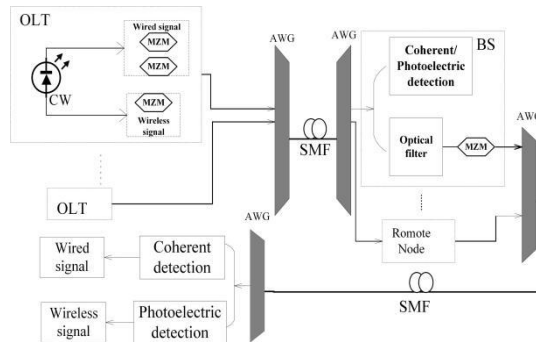 OLT
Wired signal
MZM
MZM
CW
MZM
Wireless
signal
OLT
AWG
SMF
AWG
BS
Coherent/
Photoelectric
detection
Optical
filter
MZM
AWG
Romote
Node
Wired
signal
Coherent
detection
AWG
Wireless
signal
Photoelectric
detection
SMF